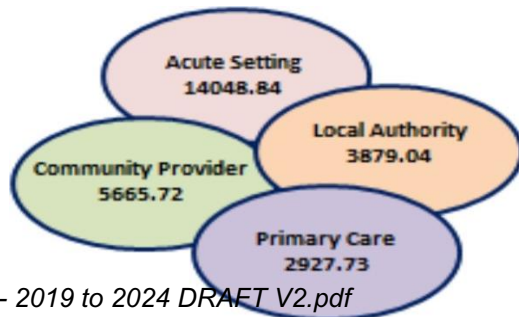 Acute Setting
14048.84
Local Authority
3879.04
Community Provider
5665.72
Primary Care
2927.73
- 2019 to 2024 DRAFT V2.pdf